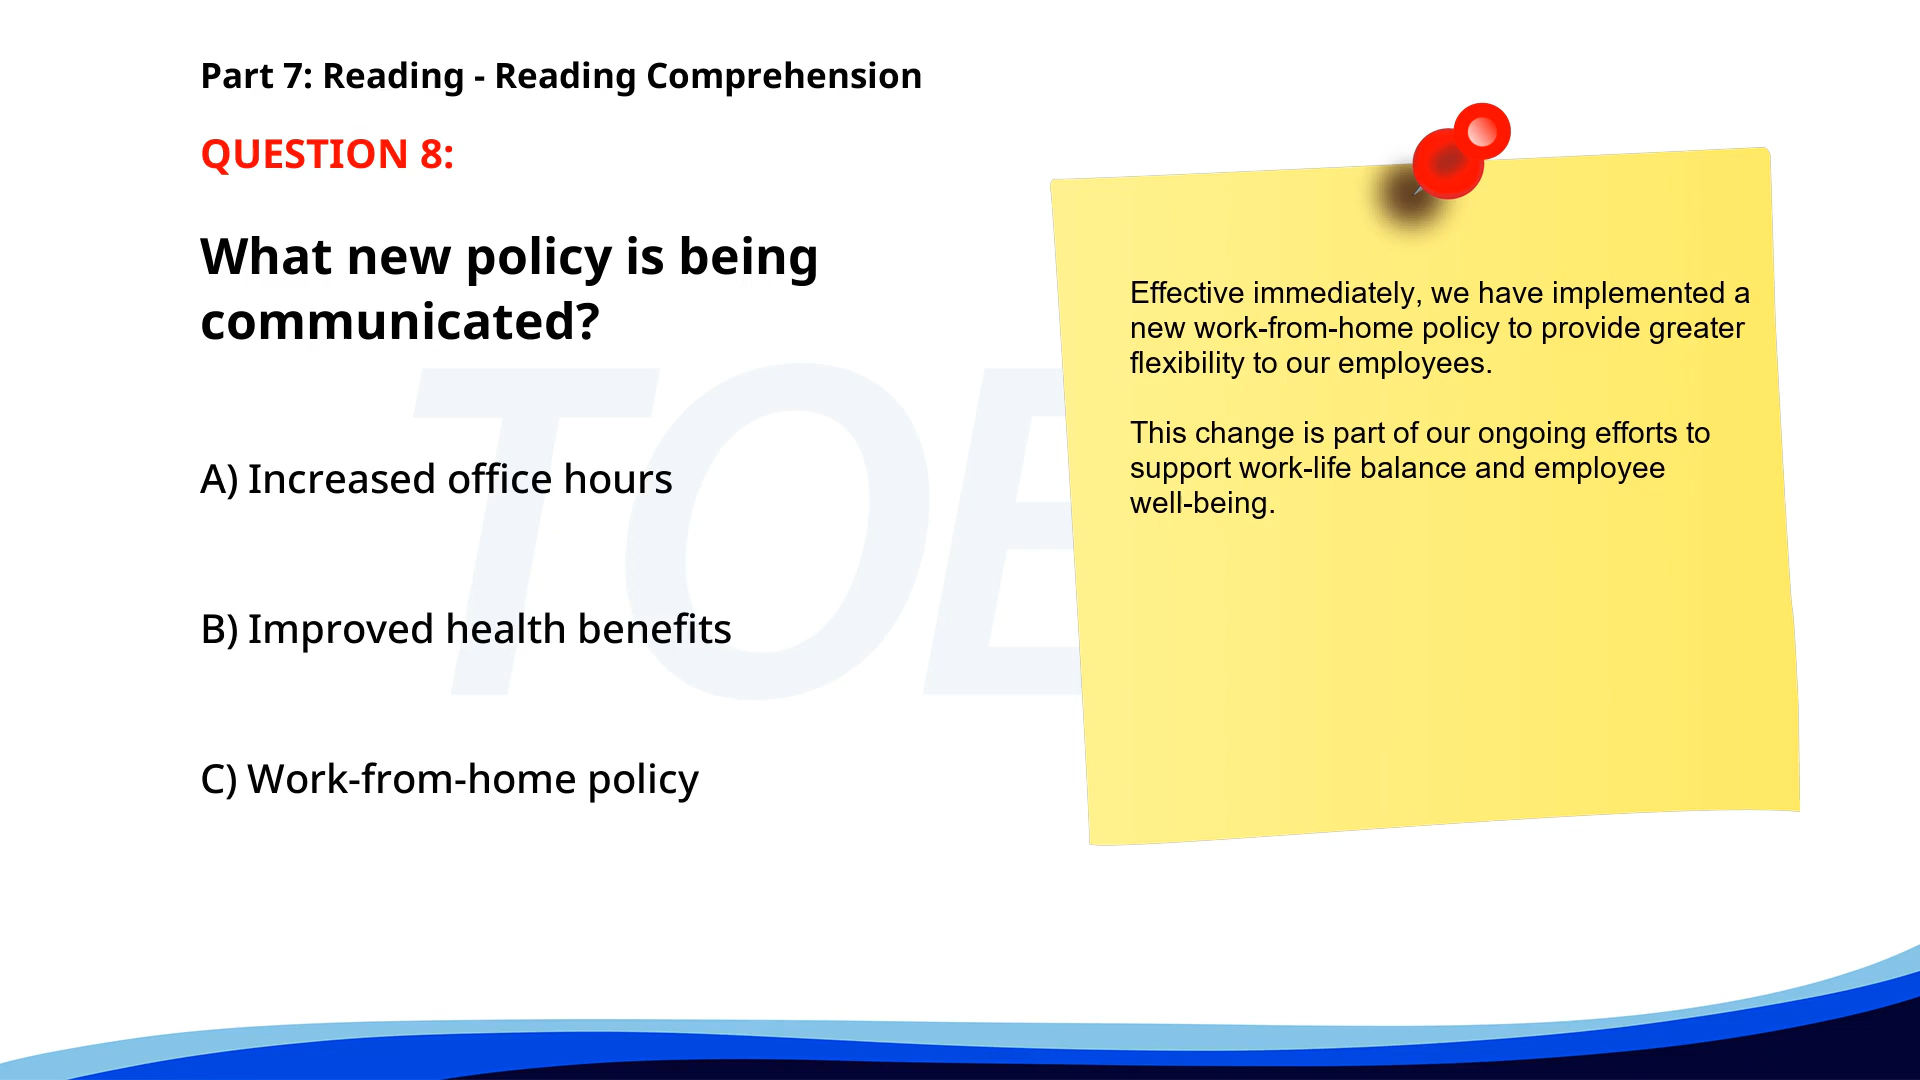 Part 7: Reading - Reading Comprehension
QUESTION 8:
What new policy is being
communicated?
A) Increased office hours
B) Improved health benefits
C) Work-from-home policy
Effective immediately, we have implemented a
new work-from-home policy to provide greater
flexibility to our employees.
This change is part of our ongoing efforts to
support work-life balance and employee
well-being.